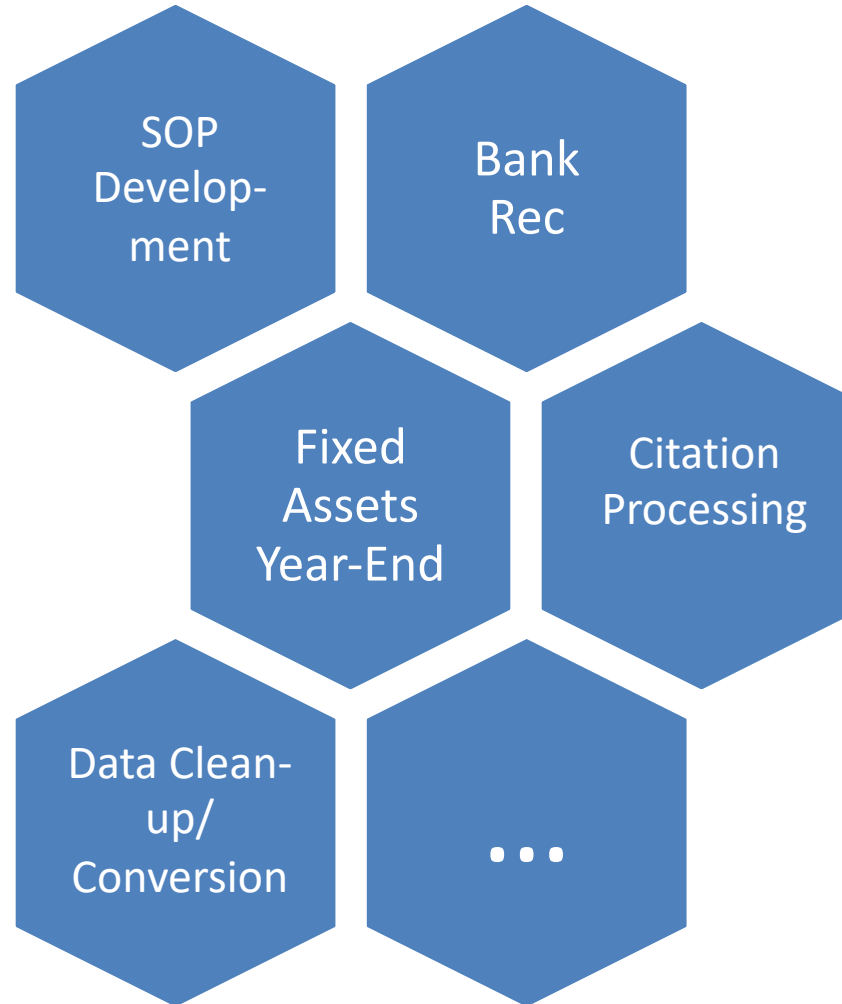 SOP
Develop-
ment
Bank
Rec
Fixed
Assets
Year-End
Citation
Processing
Data Clean-
up/
Conversion
...